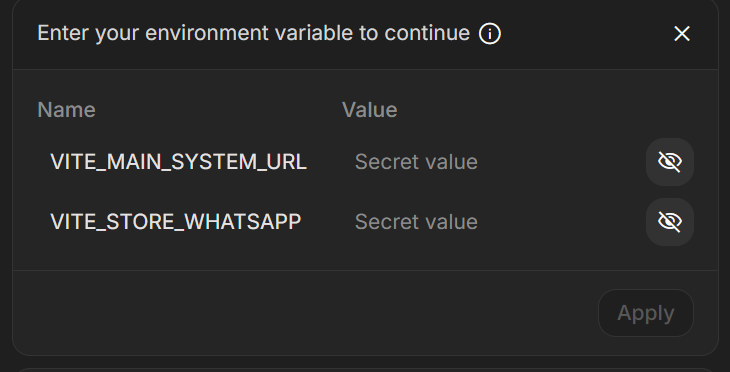 Enter your environment variable to continue
Name Value
VITE_MAIN_SYSTEM_URL Secret value
VITE_STORE_WHATSAPP Secret value
Apply